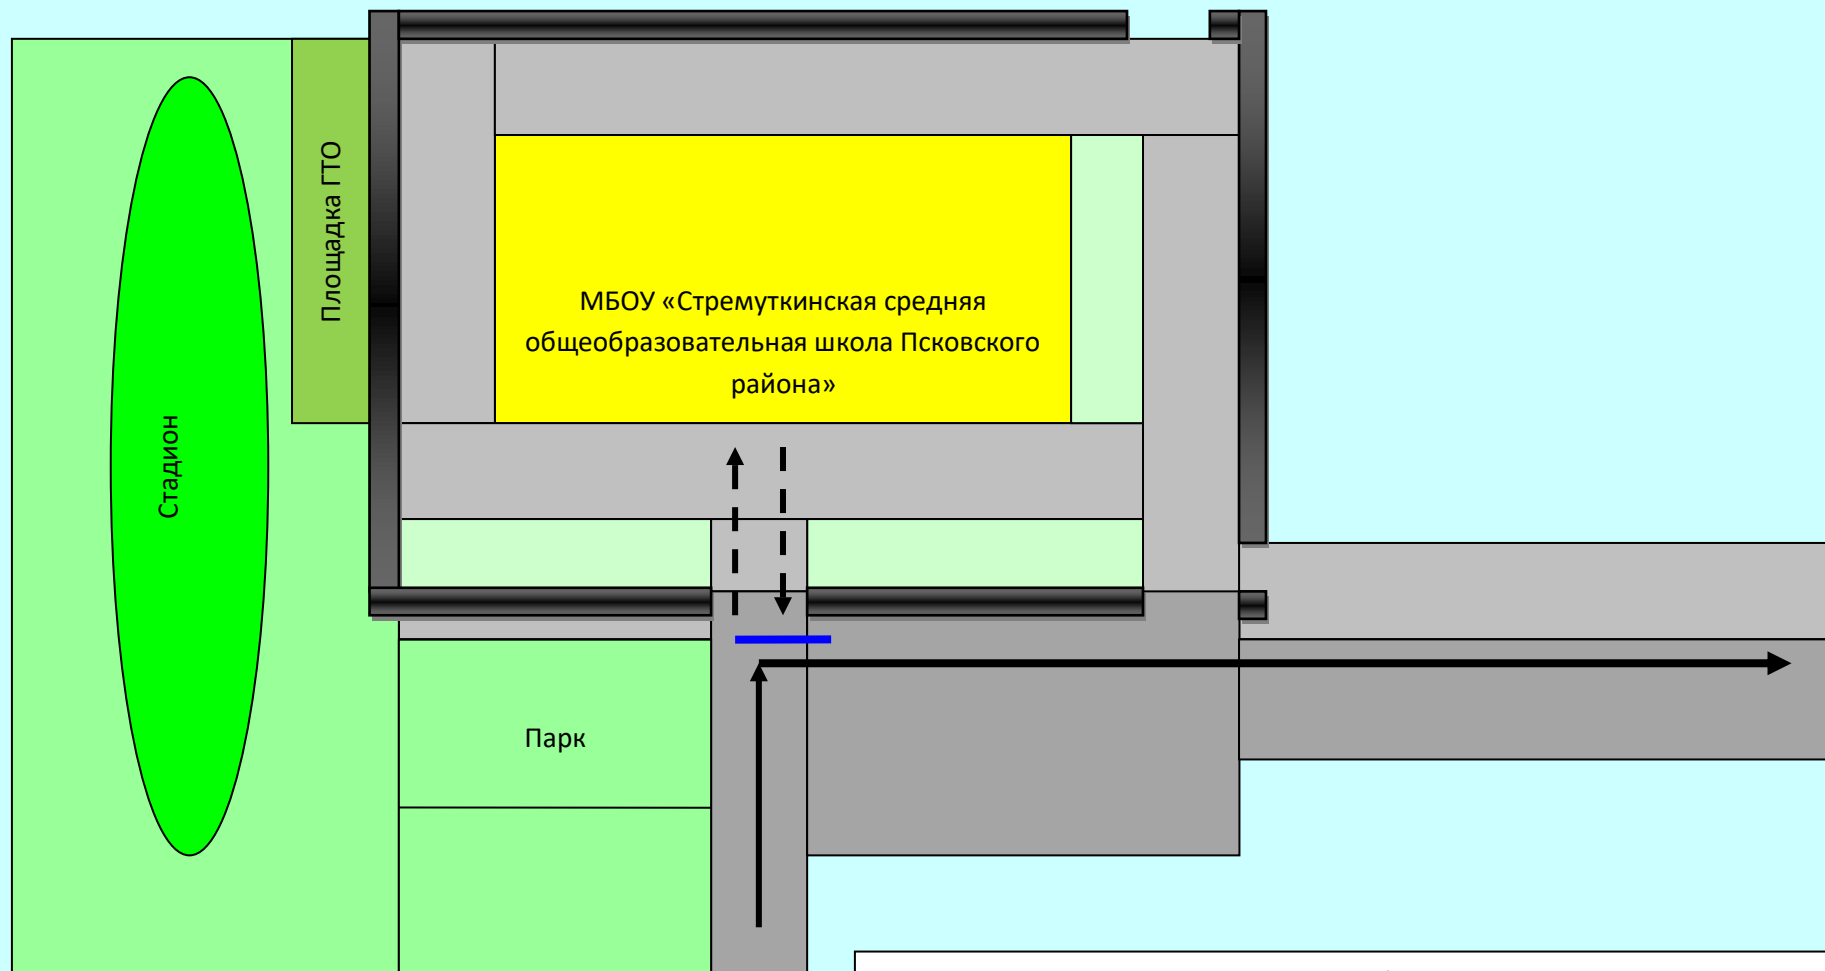 Площадка ГТО
МБОУ «Стремуткинская средняя
общеобразовательная школа Псковского
района»
Стадион
Парк